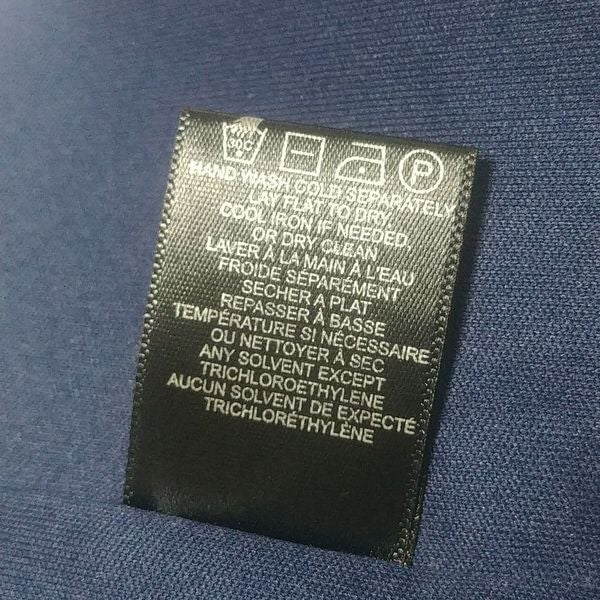 30C P
HAND WASH COLD SEPARATELY
LAY FLAT TO DRY.
COOL IRON IF NEEDED.
OR DRY CLEAN
LAVER À LA MAIN À L'EAU
FROIDE SÉPARÉMENT
SECHER A PLAT
REPASSER À BASSE
TEMPÉRATURE SI NÉCESSAIRE
OU NETTOYER À SEC
ANY SOLVENT EXCEPT
TRICHLOROETHYLENE
AUCUN SOLVENT DE EXPECTÉ
TRICHLORÉTHYLÈNE